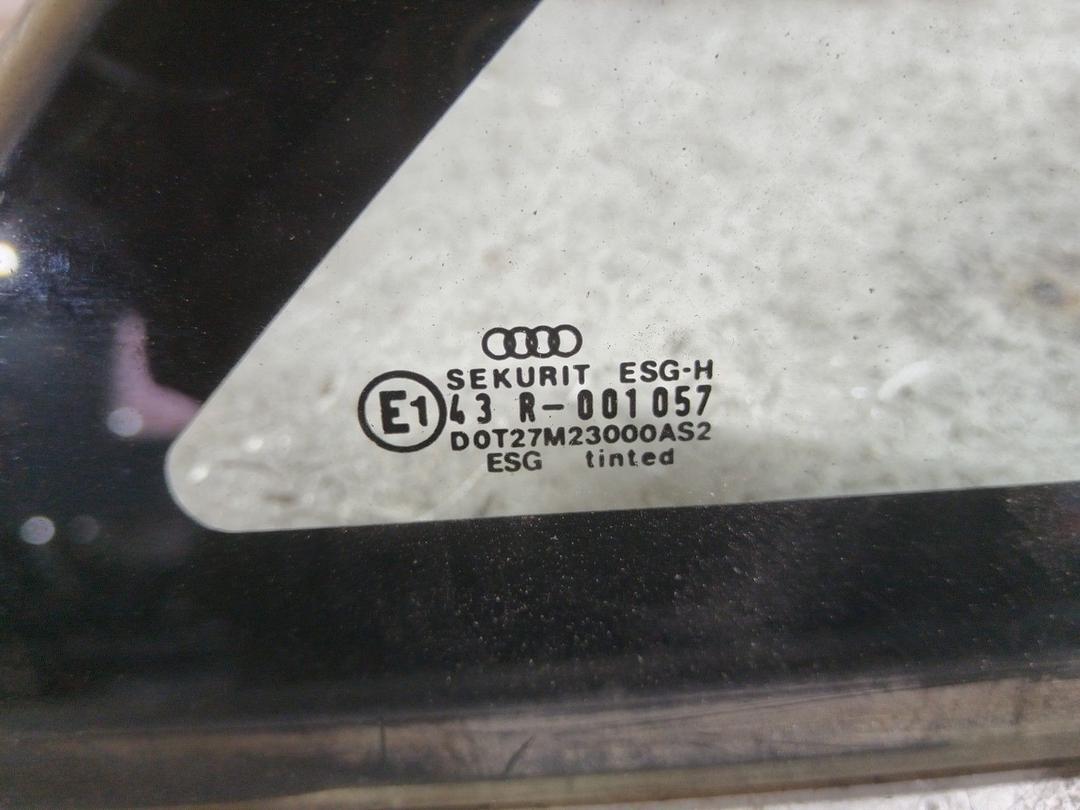 SEKURIT ESG-H
E1 43 R-001057
DOT27M23000AS2
ESG tinted